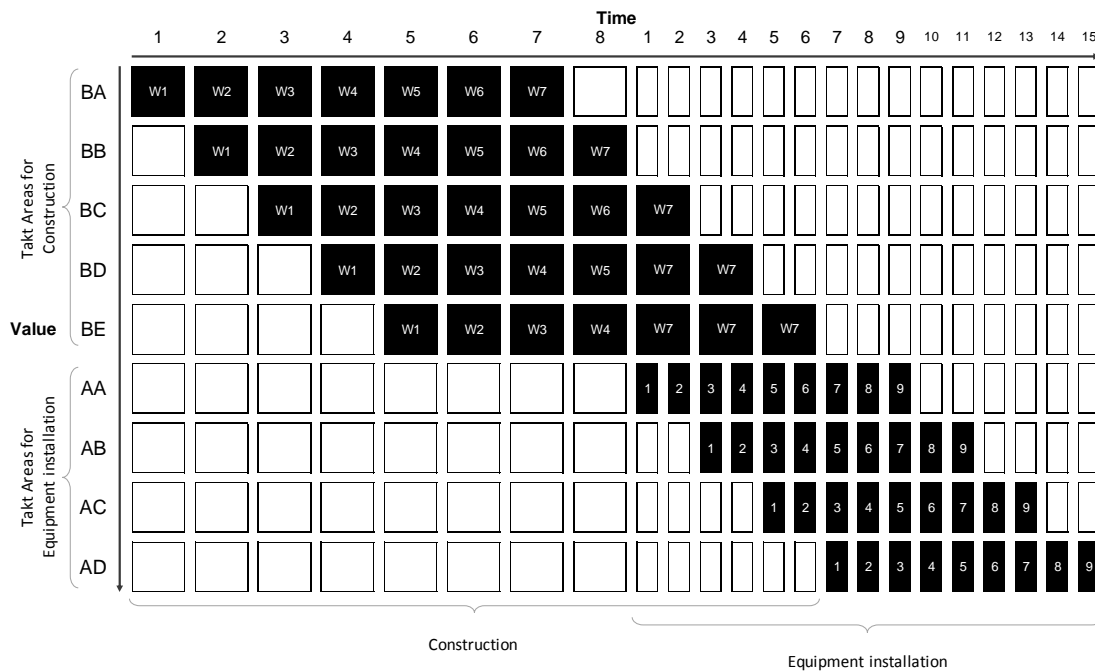 Time
1 2 3 4 5 6 7 8 1 2 3 4 5 6 7 8 9 10 11 12 13 14 15
Takt Areas for
Construction
BA W1 W2 W3 W4 W5 W6 W7
BB W1 W2 W3 W4 W5 W6 W7
BC W1 W2 W3 W4 W5 W6 W7
BD W1 W2 W3 W4 W5 W7 W7
Value BE W1 W2 W3 W4 W7 W7 W7
Takt Areas for
Equipment installation
AA 1 2 3 4 5 6 7 8 9
AB 1 2 3 4 5 6 7 8 9
AC 1 2 3 4 5 6 7 8 9
AD 1 2 3 4 5 6 7 8 9
Construction
Equipment installation